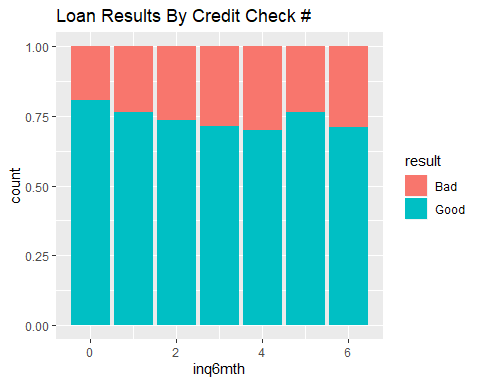 Loan Results By Credit Check #
1.00
0.75
0.50
0.25
0.00
count
0 2 4 6
inq6mth
result
Bad
Good